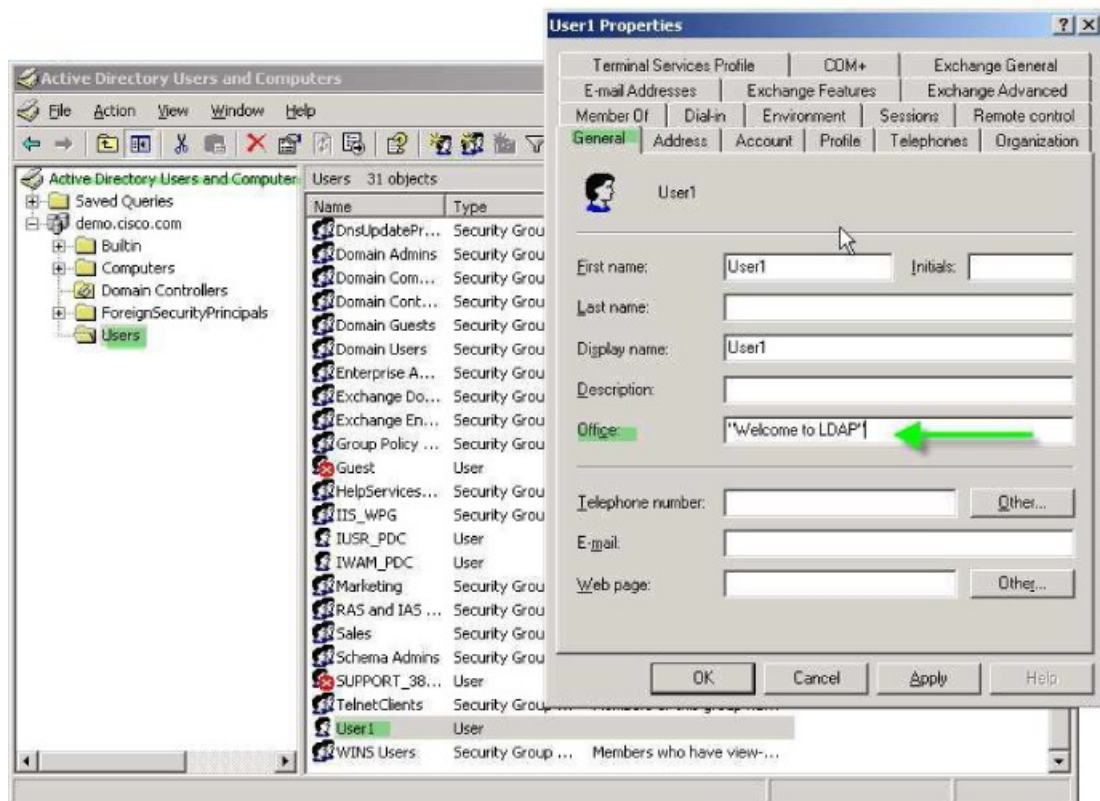 Active Directory Users and Computers
File Action View Window Help
Active Directory Users and Computer
Saved Queries
demo.cisco.com
Builtin
Computers
Domain Controllers
ForeignSecurityPrincipals
Users
Users 31 objects
Name Type
DnsUpdatePr... Security Grou
Domain Admins Security Grou
Domain Com... Security Grou
Domain Cont... Security Grou
Domain Guests Security Grou
Domain Users Security Grou
Enterprise A... Security Grou
Exchange Do... Security Grou
Exchange En... Security Grou
Group Policy ... Security Grou
Guest User
HelpServices... Security Grou
IIS_WPG Security Grou
IUSR_PDC User
IWAM_PDC User
Marketing Security Grou
RAS and IAS ... Security Grou
Sales Security Grou
Schema Admins Security Grou
SUPPORT_38... User
TelnetClients Security Group ...
User1 User
WINS Users Security Group ... Members who have view-...
User1 Properties
Terminal Services Profile COM+ Exchange General
E-mail Addresses Exchange Features Exchange Advanced
Member Of Dial-in Environment Sessions Remote control
General Address Account Profile Telephones Organization
User1
First name: User1 Initials:
Last name:
Display name: User1
Description:
Office: "Welcome to LDAP"
Telephone number: Other...
E-mail:
Web page: Other...
OK Cancel Apply Help